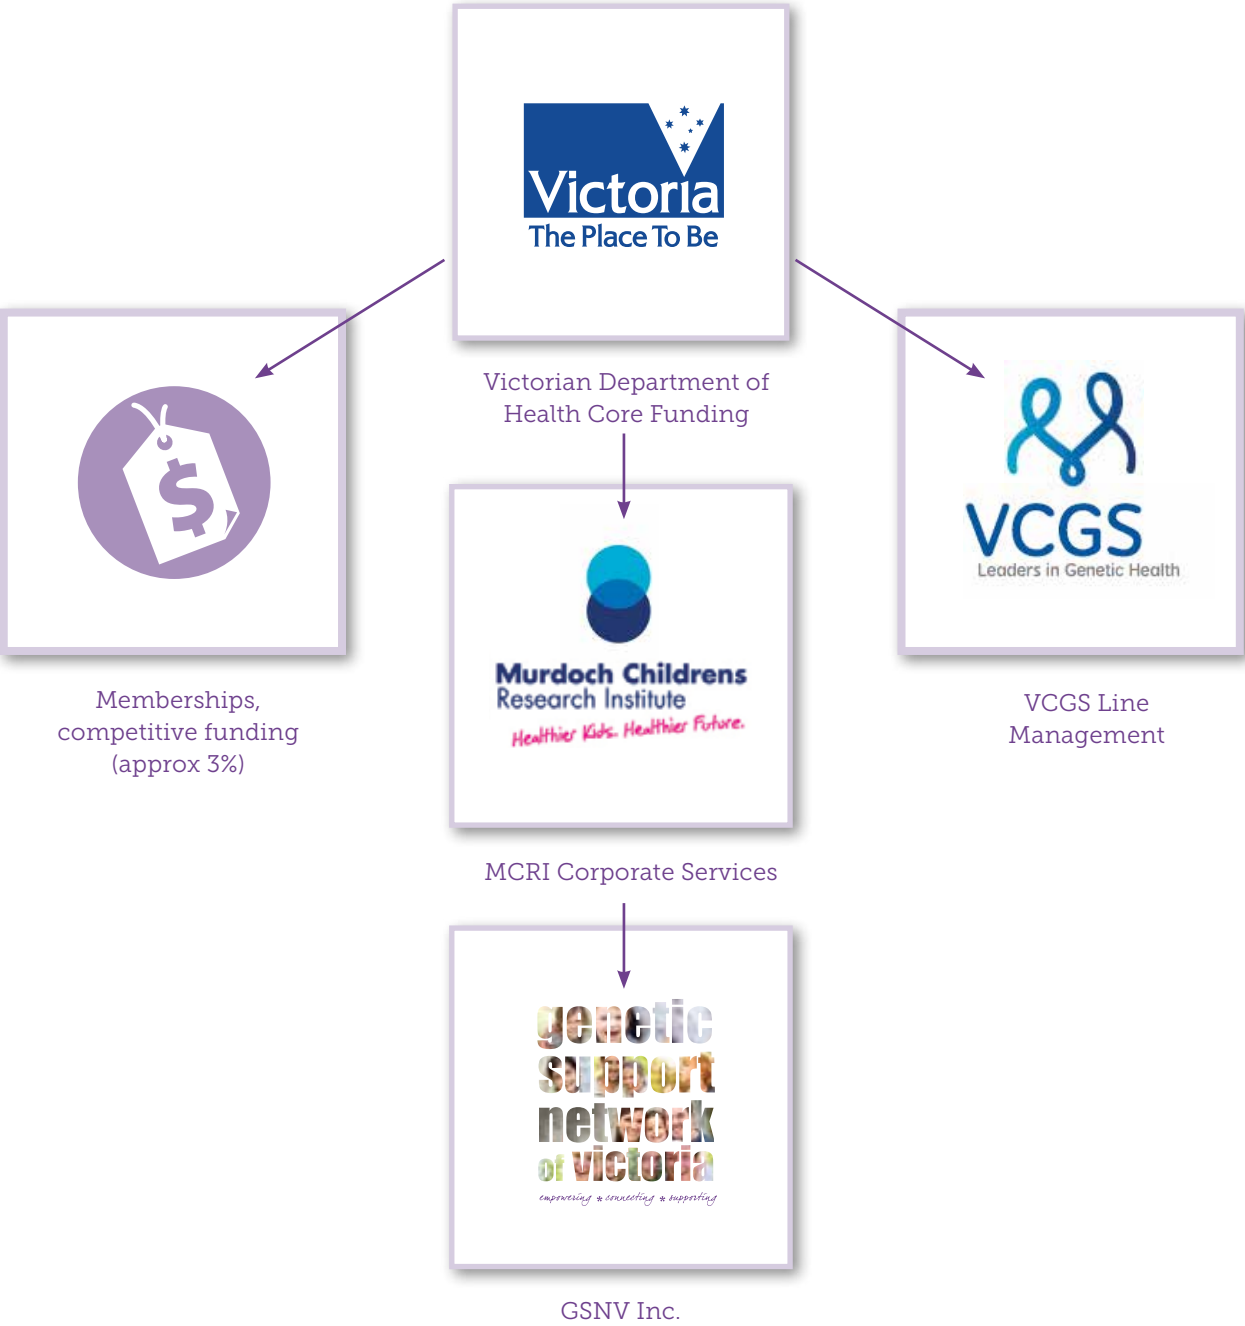 Victoria
The Place To Be
Victorian Department of
Health Core Funding
$
Memberships,
competitive funding
(approx 3%)
Murdoch Childrens
Research Institute
Healthier Kids. Healthier Future.
MCRI Corporate Services
VCGS
Leaders in Genetic Health
VCGS Line
Management
genetic
support
network
of victoria
empowering * connecting * supporting
GSNV Inc.